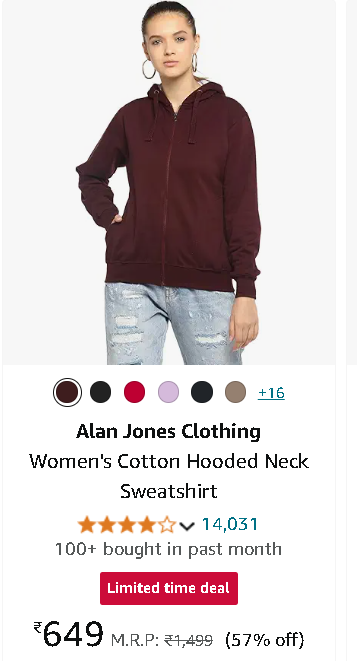 +16
Alan Jones Clothing
Women's Cotton Hooded Neck
Sweatshirt
14,031
100+ bought in past month
Limited time deal
₹649 M.R.P: ₹1,499 (57% off)